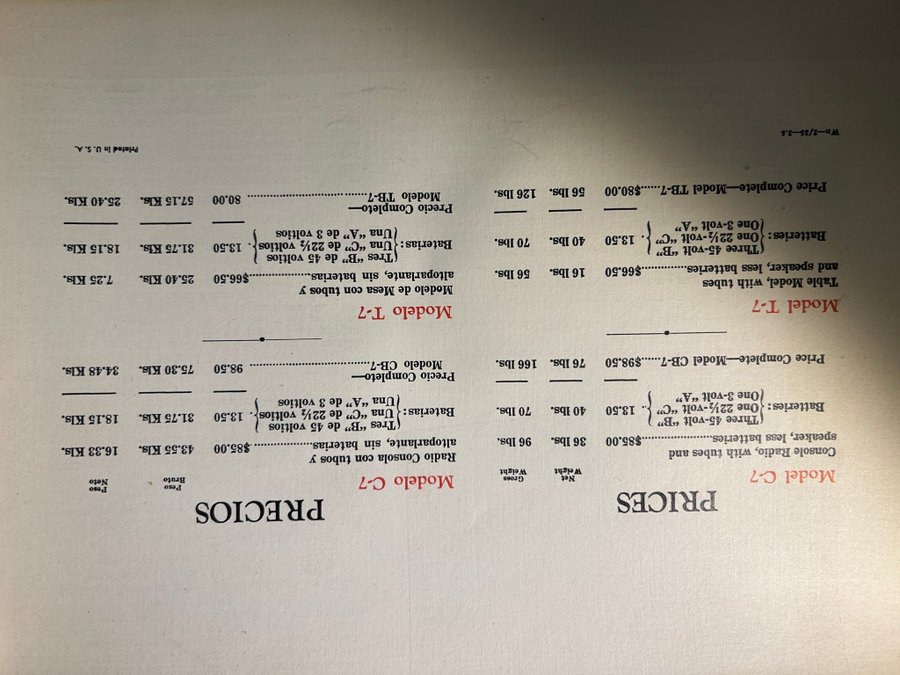 PRICES
Net Weight Gross Weight
Model C-7
Console Radio, with tubes and
speaker, less batteries..............$85.00 36 lbs. 96 lbs.
Three 45-volt “B”
Batteries: One 22½-volt “C” .. 13.50 40 lbs. 70 lbs.
One 3-volt “A”
Price Complete—Model CB-7......$98.50 76 lbs. 166 lbs.
Model T-7
Table Model, with tubes
and speaker, less batteries...........$66.50 16 lbs. 56 lbs.
Three 45-volt “B”
Batteries: One 22½-volt “C” .. 13.50 40 lbs. 70 lbs.
One 3-volt “A”
Price Complete—Model TB-7......$80.00 56 lbs. 126 lbs.
Wn—2/35—3.5
PRECIOS
Peso Bruto Peso Neto
Modelo C-7
Radio Consola con tubos y
altoparlante, sin baterias..............$85.00 43.55 Kls. 16.33 Kls.
Tres “B” de 45 voltios
Baterias: Una “C” de 22½ voltios . 13.50 31.75 Kls. 18.15 Kls.
Una “A” de 3 voltios
Precio Completo—
Modelo CB-7............................ 98.50 75.30 Kls. 34.48 Kls.
Modelo T-7
Modelo de Mesa con tubos y
altoparlante, sin baterias..............$66.50 25.40 Kls. 7.25 Kls.
Tres “B” de 45 voltios
Baterias: Una “C” de 22½ voltios . 13.50 31.75 Kls. 18.15 Kls.
Una “A” de 3 voltios
Precio Completo—
Modelo TB-7............................ 80.00 57.15 Kls. 25.40 Kls.
Printed in U. S. A.